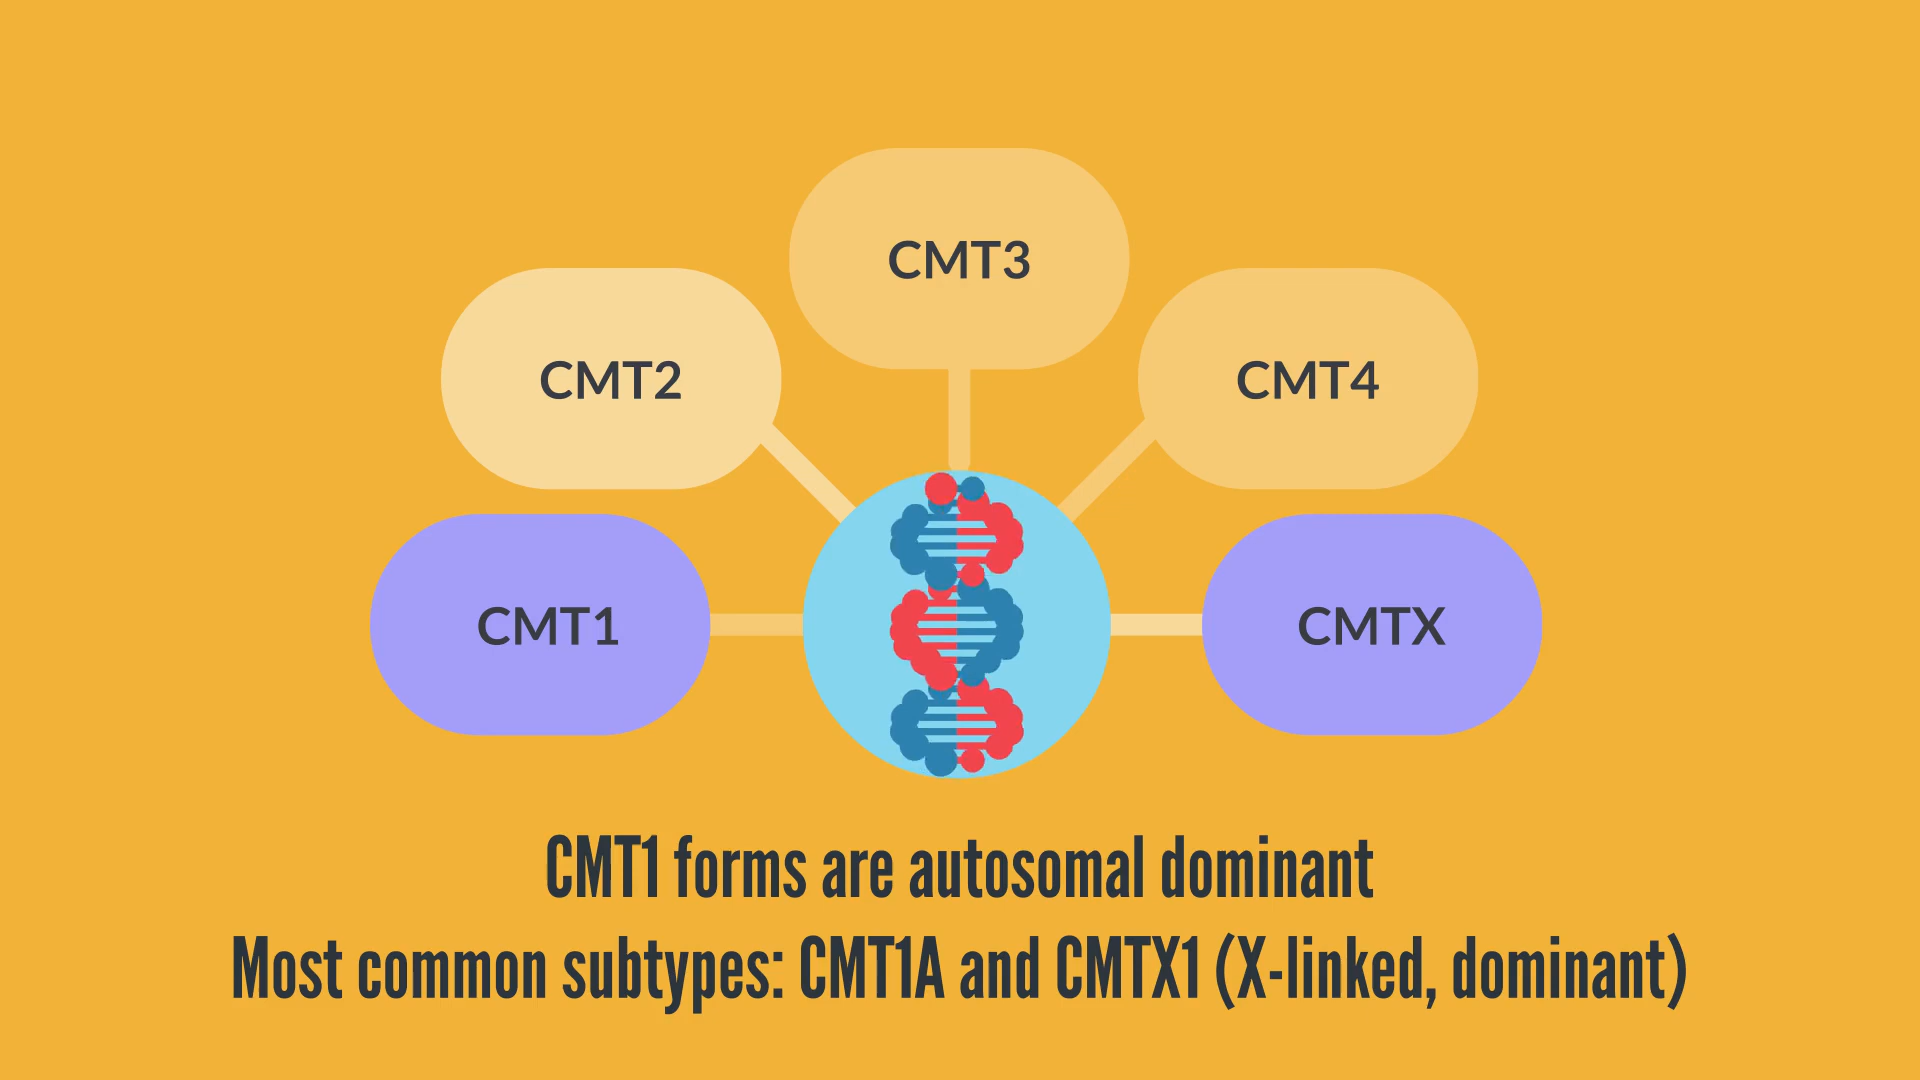 CMT3
CMT2
CMT4
CMT1
CMTX
CMT1 forms are autosomal dominant
Most common subtypes: CMT1A and CMTX1 (X-linked, dominant)